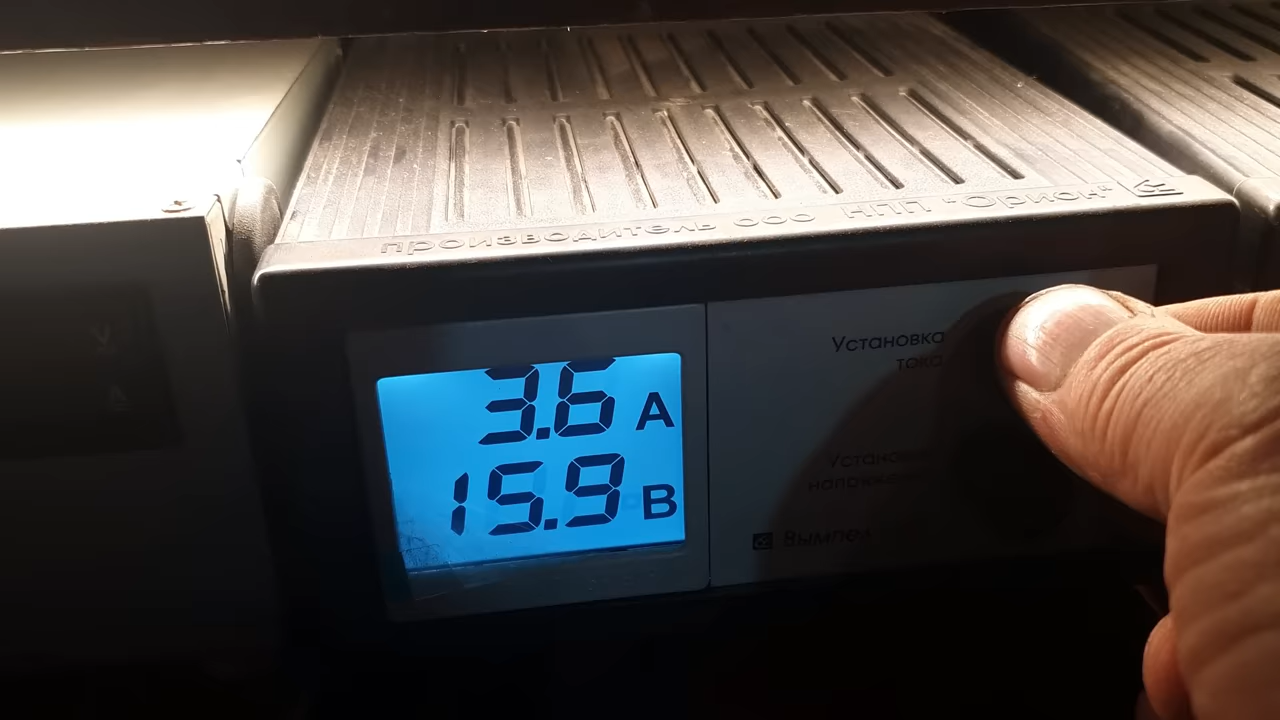 производитель ООО НПП "Орион"
3.6 А
15.9 В
Установка
тока
Установка
напряжения
Вымпел